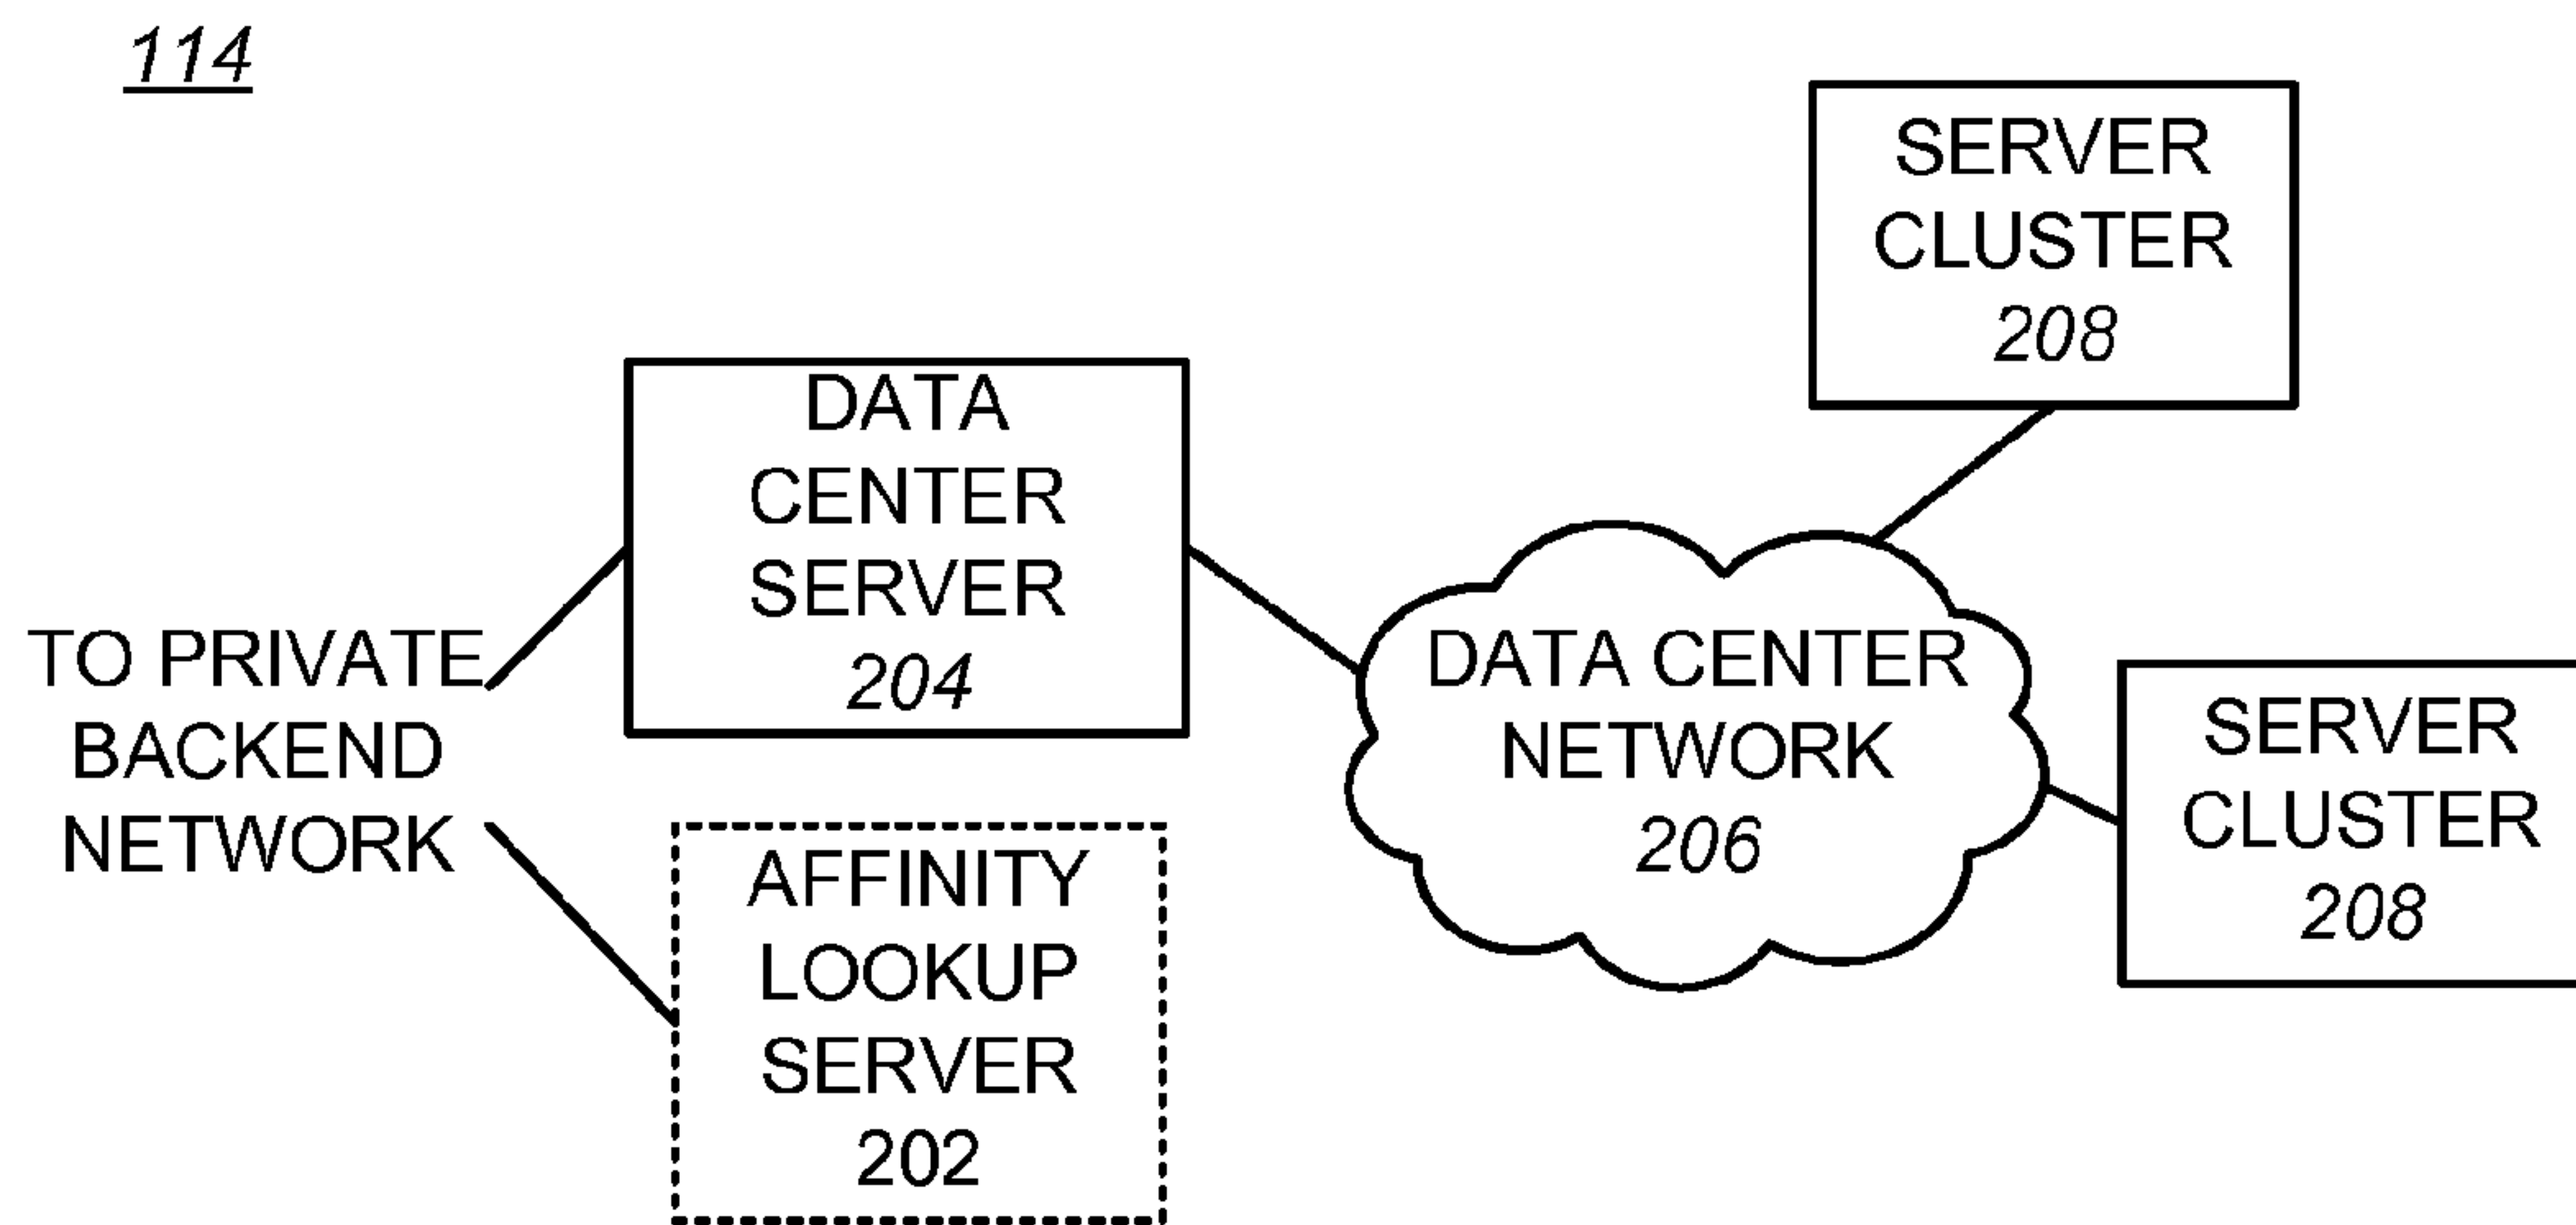 114
SERVER
CLUSTER
208
DATA
CENTER
SERVER
204
TO PRIVATE
BACKEND
NETWORK
DATA CENTER
NETWORK
206
SERVER
CLUSTER
208
AFFINITY
LOOKUP
SERVER
202